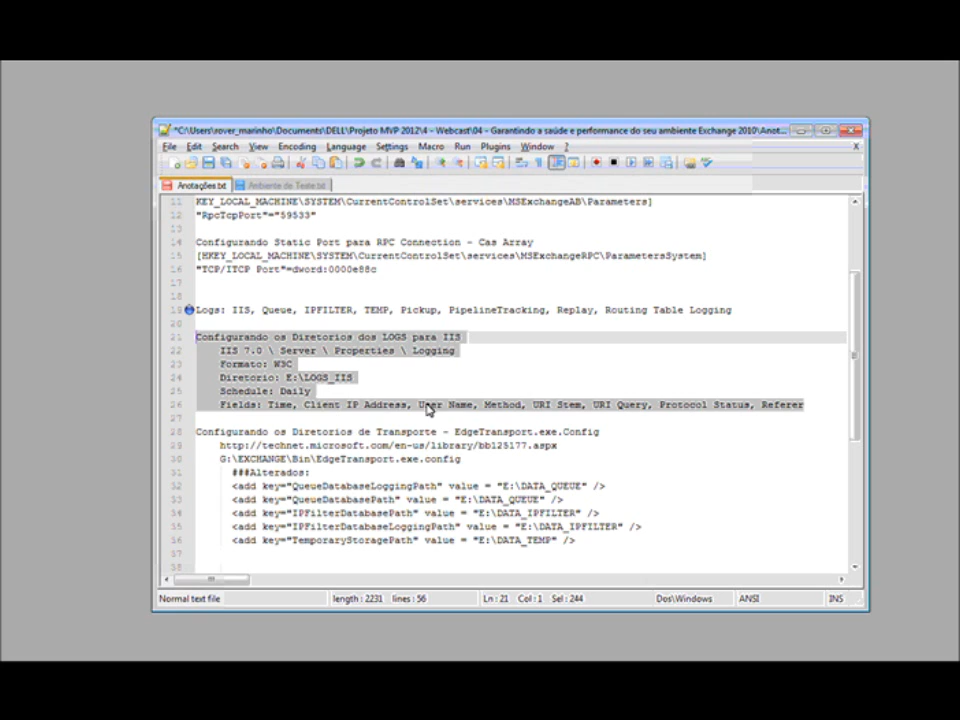 *C:\Users\rover_marinho\Documents\DELL\Projeto MVP 2012\4 - Webcast\04 - Garantindo a saúde e performance do seu ambiente Exchange 2010\Anot...
File Edit Search View Encoding Language Settings Macro Run Plugins Window ? X
Anotações.txt Ambiente de Teste.txt
11 KEY_LOCAL_MACHINE\SYSTEM\CurrentControlSet\services\MSExchangeAB\Parameters]
12 "RpcTcpPort"="59533"
13
14 Configurando Static Port para RPC Connection - Cas Array
15 [HKEY_LOCAL_MACHINE\SYSTEM\CurrentControlSet\services\MSExchangeRPC\ParametersSystem]
16 "TCP/ITCP Port"=dword:0000e88c
17
18
19 Logs: IIS, Queue, IPFILTER, TEMP, Pickup, PipelineTracking, Replay, Routing Table Logging
20
21 Configurando os Diretorios dos LOGS para IIS
22 IIS 7.0 \ Server \ Properties \ Logging
23 Formato: W3C
24 Diretorio: E:\LOGS_IIS
25 Schedule: Daily
26 Fields: Time, Client IP Address, User Name, Method, URI Stem, URI Query, Protocol Status, Referer
27
28 Configurando os Diretorios de Transporte - EdgeTransport.exe.Config
29 http://technet.microsoft.com/en-us/library/bb125177.aspx
30 G:\EXCHANGE\Bin\EdgeTransport.exe.config
31 ###Alterados:
32 <add key="QueueDatabaseLoggingPath" value = "E:\DATA_QUEUE" />
33 <add key="QueueDatabasePath" value = "E:\DATA_QUEUE" />
34 <add key="IPFilterDatabasePath" value = "E:\DATA_IPFILTER" />
35 <add key="IPFilterDatabaseLoggingPath" value = "E:\DATA_IPFILTER" />
36 <add key="TemporaryStoragePath" value = "E:\DATA_TEMP" />
37
38
Normal text file length : 2231 lines : 56 Ln : 21 Col : 1 Sel : 244 Dos\Windows ANSI INS